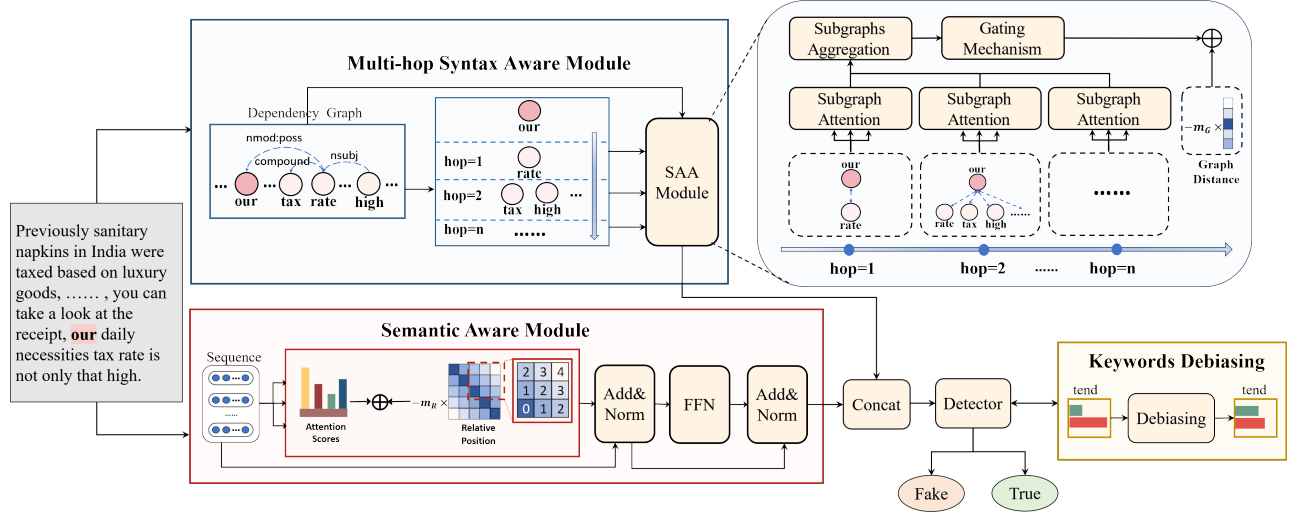 Previously sanitary
napkins in India were
taxed based on luxury
goods, …… , you can
take a look at the
receipt, our daily
necessities tax rate is
not only that high.
Multi-hop Syntax Aware Module
Dependency Graph
nmod:poss
compound
nsubj
... our ... tax rate ... high ...
our
hop=1
rate
hop=2
tax
high
...
hop=n
......
SAA
Module
Subgraphs
Aggregation
Gating
Mechanism
Subgraph
Attention
Subgraph
Attention
Subgraph
Attention
−m_G ×
Graph
Distance
our
rate
our
rate
tax
high
......
......
hop=1
hop=2
......
hop=n
Semantic Aware Module
Sequence
......
Attention
Scores
−m_R ×
Relative
Position
2 3 4
1 2 3
0 1 2
Add&
Norm
FFN
Add&
Norm
Concat
Detector
Fake
True
Keywords Debiasing
tend
Debiasing
tend